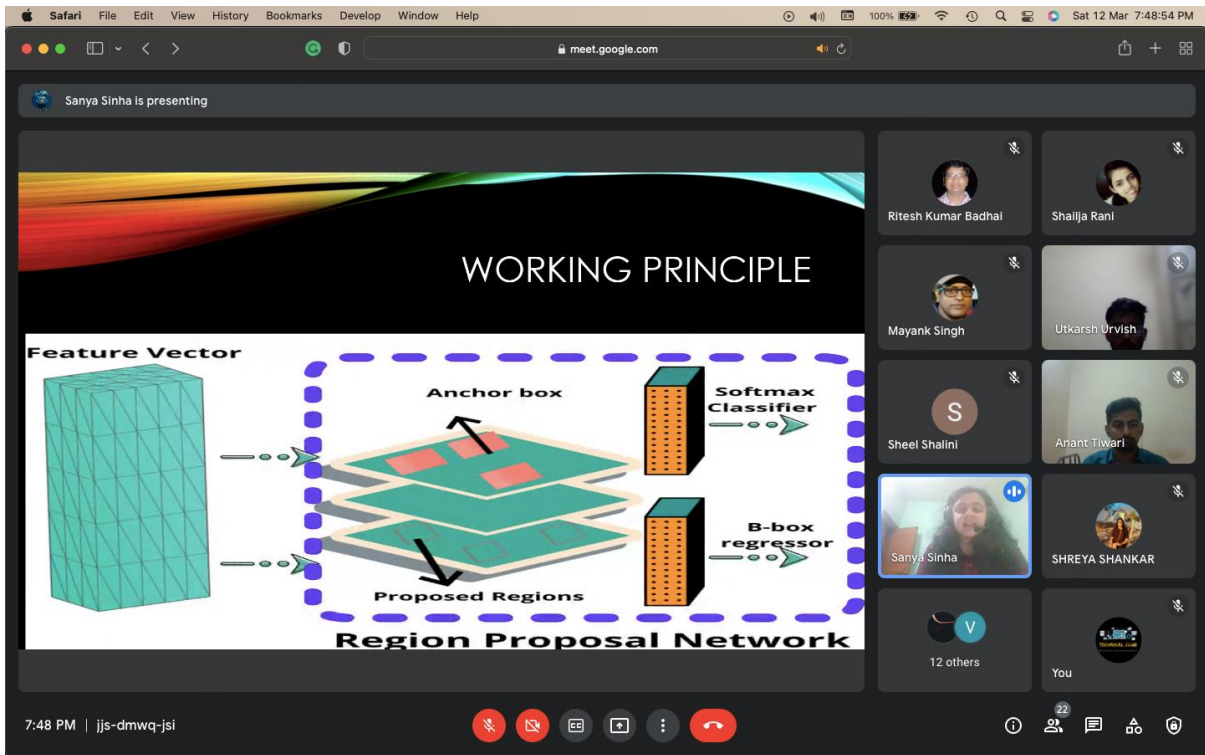 Safari File Edit View History Bookmarks Develop Window Help 100% Sat 12 Mar 7:48:54 PM
meet.google.com
Sanya Sinha is presenting
WORKING PRINCIPLE
Feature Vector
Anchor box
Softmax
Classifier
B-box
regressor
Proposed Regions
Region Proposal Network
Ritesh Kumar Badhai
Shailja Rani
Mayank Singh
Utkarsh Urvish
S
Sheel Shalini
Anant Tiwari
Sanya Sinha
SHREYA SHANKAR
V
12 others
TECHNICAL CLUB
You
7:48 PM | jjs-dmwq-jsi
CC
22